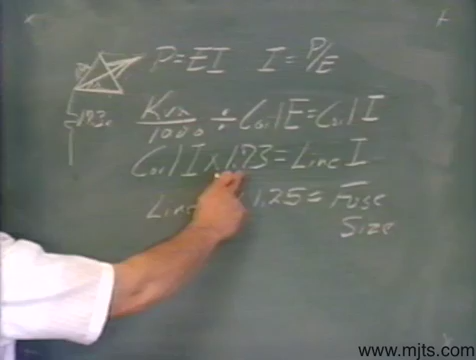 P=EI I=P/E
Kva/1000 ÷ Coil E=Coil I
Coil I × 1.73=Line I
Line 1.25= Fuse
Size
www.mjts.com